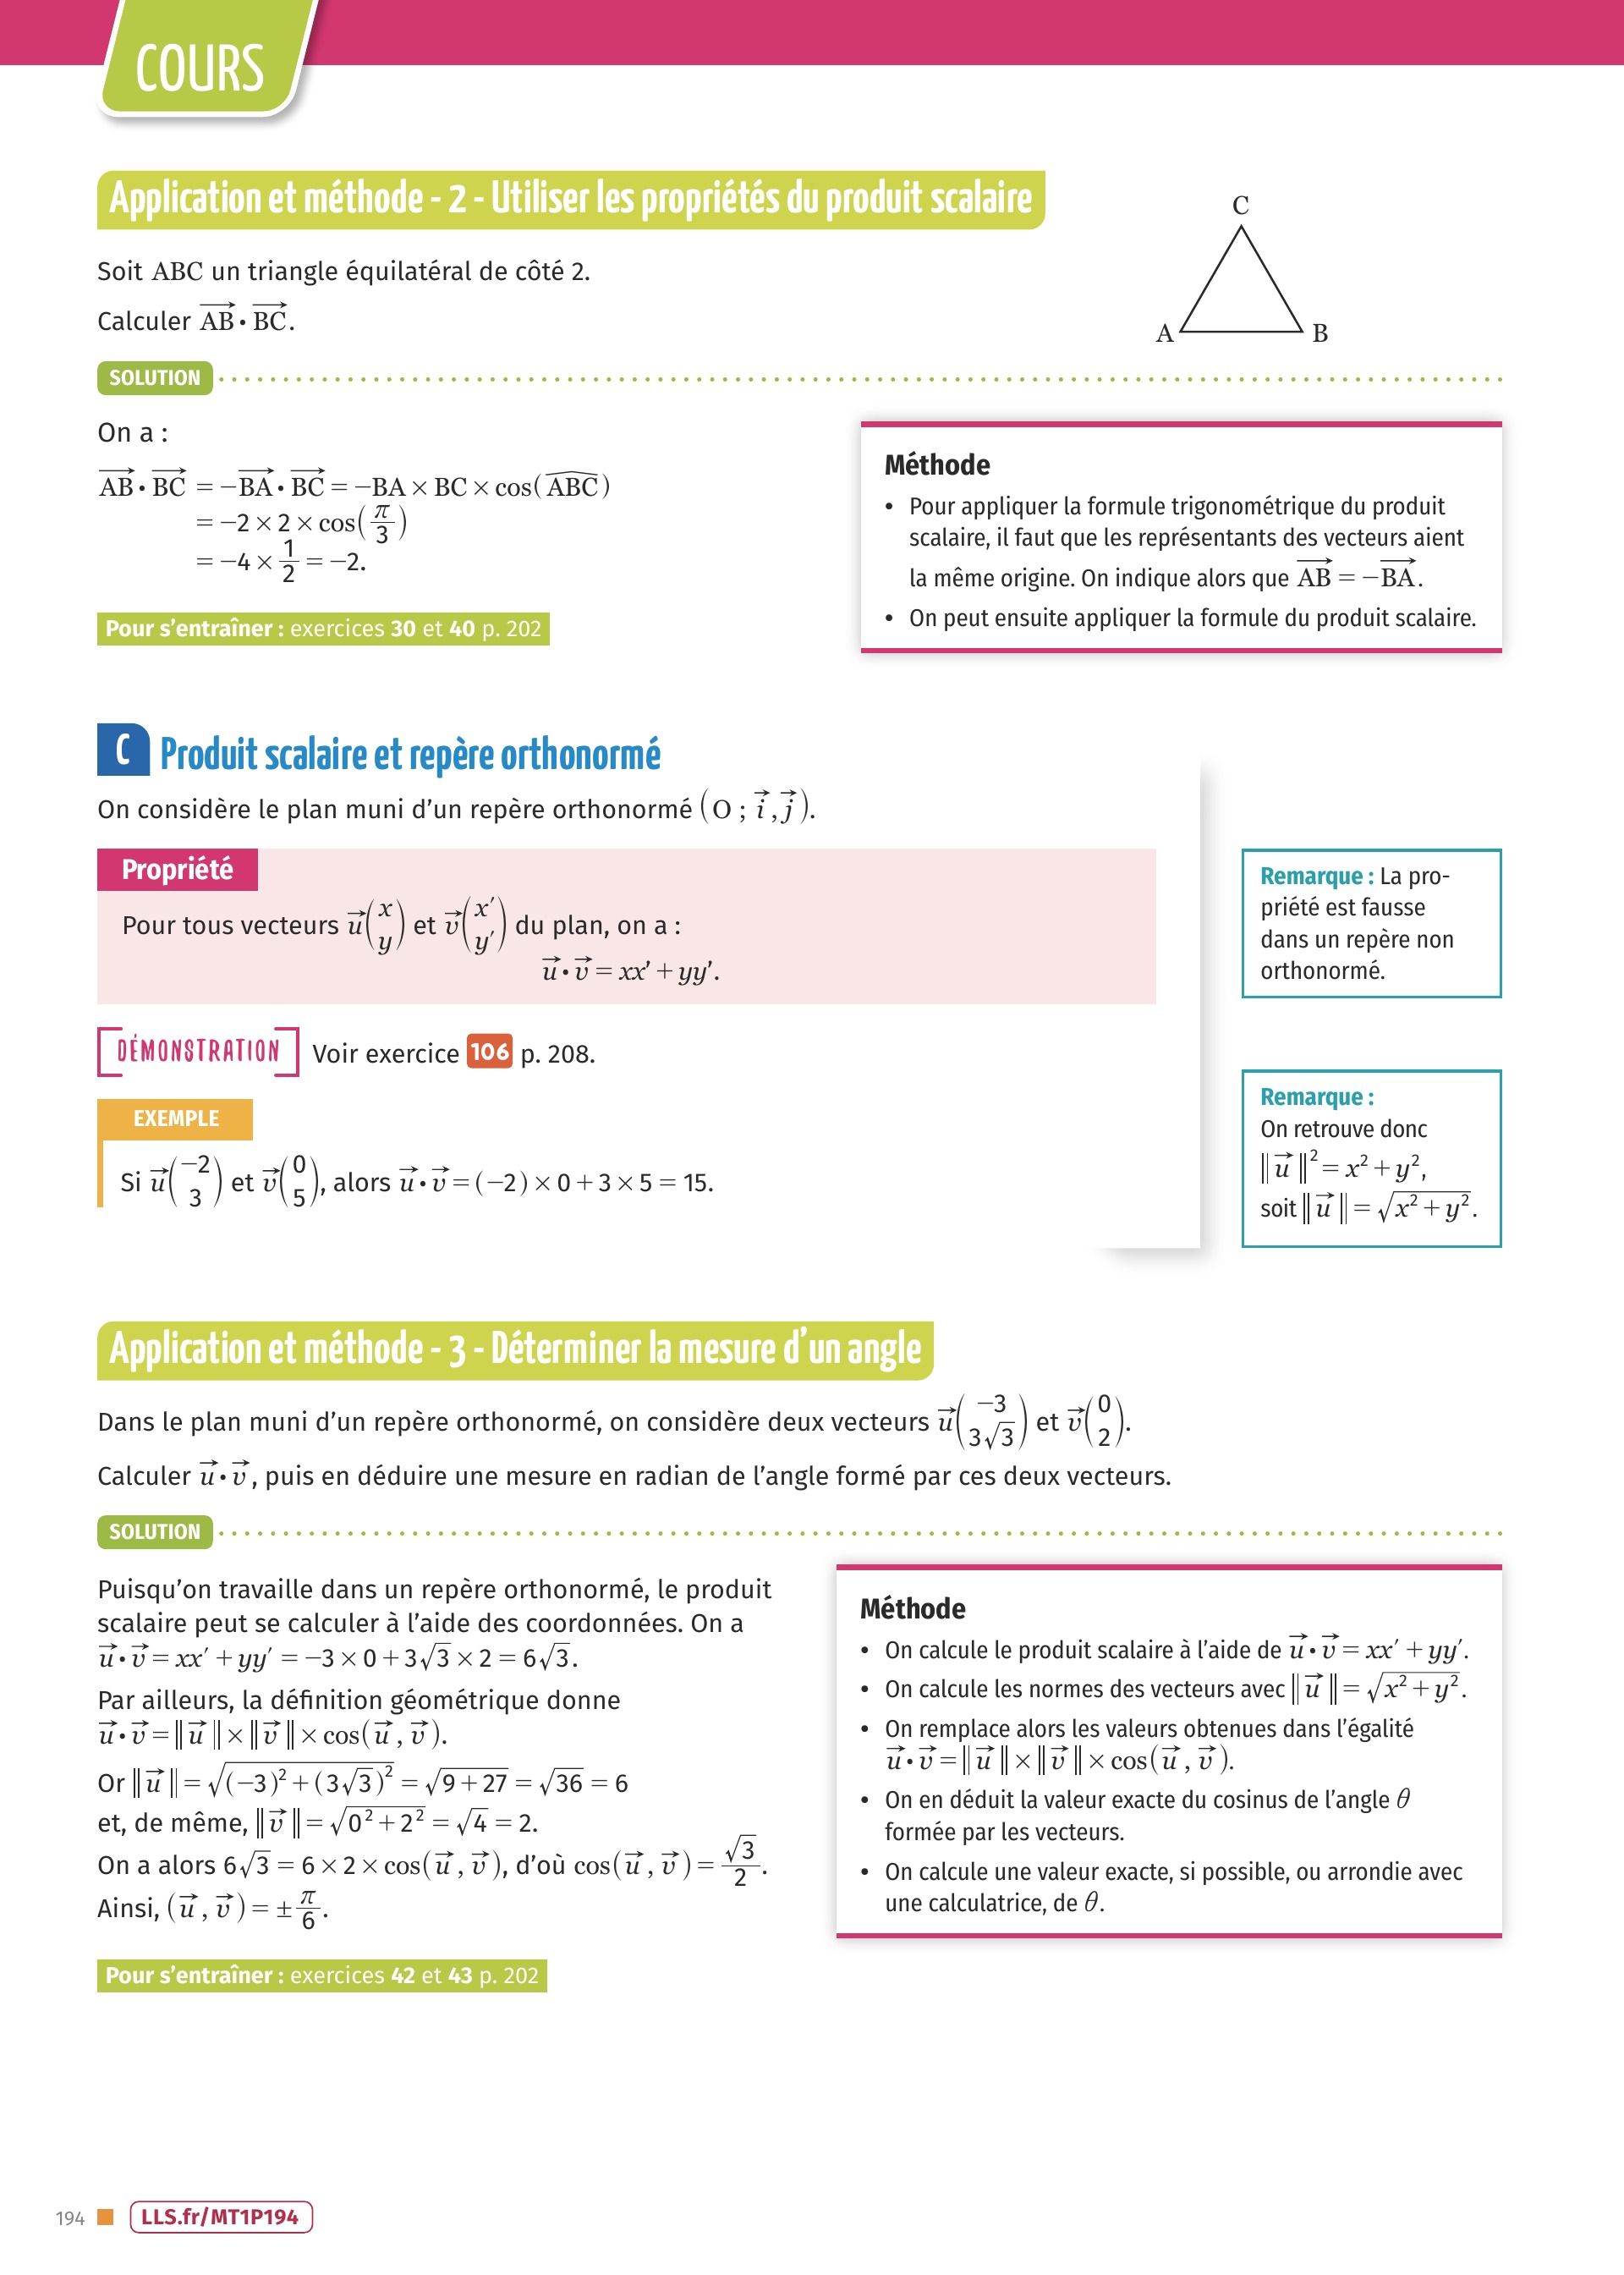 COURS
Application et méthode - 2 - Utiliser les propriétés du produit scalaire
C
A
B
Soit ABC un triangle équilatéral de côté 2.
Calculer $\overrightarrow{AB} \cdot \overrightarrow{BC}$.
SOLUTION
On a :
$\overrightarrow{AB} \cdot \overrightarrow{BC} = -\overrightarrow{BA} \cdot \overrightarrow{BC} = -BA \times BC \times \cos(\widehat{ABC})$
$= -2 \times 2 \times \cos\left(\frac{\pi}{3}\right)$
$= -4 \times \frac{1}{2} = -2.$
Pour s’entraîner : exercices 30 et 40 p. 202
Méthode
• Pour appliquer la formule trigonométrique du produit
scalaire, il faut que les représentants des vecteurs aient
la même origine. On indique alors que $\overrightarrow{AB} = -\overrightarrow{BA}$.
• On peut ensuite appliquer la formule du produit scalaire.
C Produit scalaire et repère orthonormé
On considère le plan muni d’un repère orthonormé $(O ; \vec{i}, \vec{j})$.
Propriété
Pour tous vecteurs $\vec{u}\begin{pmatrix} x \\ y \end{pmatrix}$ et $\vec{v}\begin{pmatrix} x' \\ y' \end{pmatrix}$ du plan, on a :
$\vec{u} \cdot \vec{v} = xx' + yy'.$
Remarque : La pro-
priété est fausse
dans un repère non
orthonormé.
DÉMONSTRATION Voir exercice 106 p. 208.
EXEMPLE
Si $\vec{u}\begin{pmatrix} -2 \\ 3 \end{pmatrix}$ et $\vec{v}\begin{pmatrix} 0 \\ 5 \end{pmatrix}$, alors $\vec{u} \cdot \vec{v} = (-2) \times 0 + 3 \times 5 = 15.$
Remarque :
On retrouve donc
$\|\vec{u}\|^2 = x^2 + y^2$,
soit $\|\vec{u}\| = \sqrt{x^2 + y^2}$.
Application et méthode - 3 - Déterminer la mesure d’un angle
Dans le plan muni d’un repère orthonormé, on considère deux vecteurs $\vec{u}\begin{pmatrix} -3 \\ 3\sqrt{3} \end{pmatrix}$ et $\vec{v}\begin{pmatrix} 0 \\ 2 \end{pmatrix}$.
Calculer $\vec{u} \cdot \vec{v}$, puis en déduire une mesure en radian de l’angle formé par ces deux vecteurs.
SOLUTION
Puisqu’on travaille dans un repère orthonormé, le produit
scalaire peut se calculer à l’aide des coordonnées. On a
$\vec{u} \cdot \vec{v} = xx' + yy' = -3 \times 0 + 3\sqrt{3} \times 2 = 6\sqrt{3}$.
Par ailleurs, la définition géométrique donne
$\vec{u} \cdot \vec{v} = \|\vec{u}\| \times \|\vec{v}\| \times \cos(\vec{u}, \vec{v})$.
Or $\|\vec{u}\| = \sqrt{(-3)^2 + (3\sqrt{3})^2} = \sqrt{9 + 27} = \sqrt{36} = 6$
et, de même, $\|\vec{v}\| = \sqrt{0^2 + 2^2} = \sqrt{4} = 2$.
On a alors $6\sqrt{3} = 6 \times 2 \times \cos(\vec{u}, \vec{v})$, d’où $\cos(\vec{u}, \vec{v}) = \frac{\sqrt{3}}{2}$.
Ainsi, $(\vec{u}, \vec{v}) = \pm\frac{\pi}{6}$.
Pour s’entraîner : exercices 42 et 43 p. 202
Méthode
• On calcule le produit scalaire à l’aide de $\vec{u} \cdot \vec{v} = xx' + yy'$.
• On calcule les normes des vecteurs avec $\|\vec{u}\| = \sqrt{x^2 + y^2}$.
• On remplace alors les valeurs obtenues dans l’égalité
$\vec{u} \cdot \vec{v} = \|\vec{u}\| \times \|\vec{v}\| \times \cos(\vec{u}, \vec{v})$.
• On en déduit la valeur exacte du cosinus de l’angle $\theta$
formée par les vecteurs.
• On calcule une valeur exacte, si possible, ou arrondie avec
une calculatrice, de $\theta$.
194 LLS.fr/MT1P194